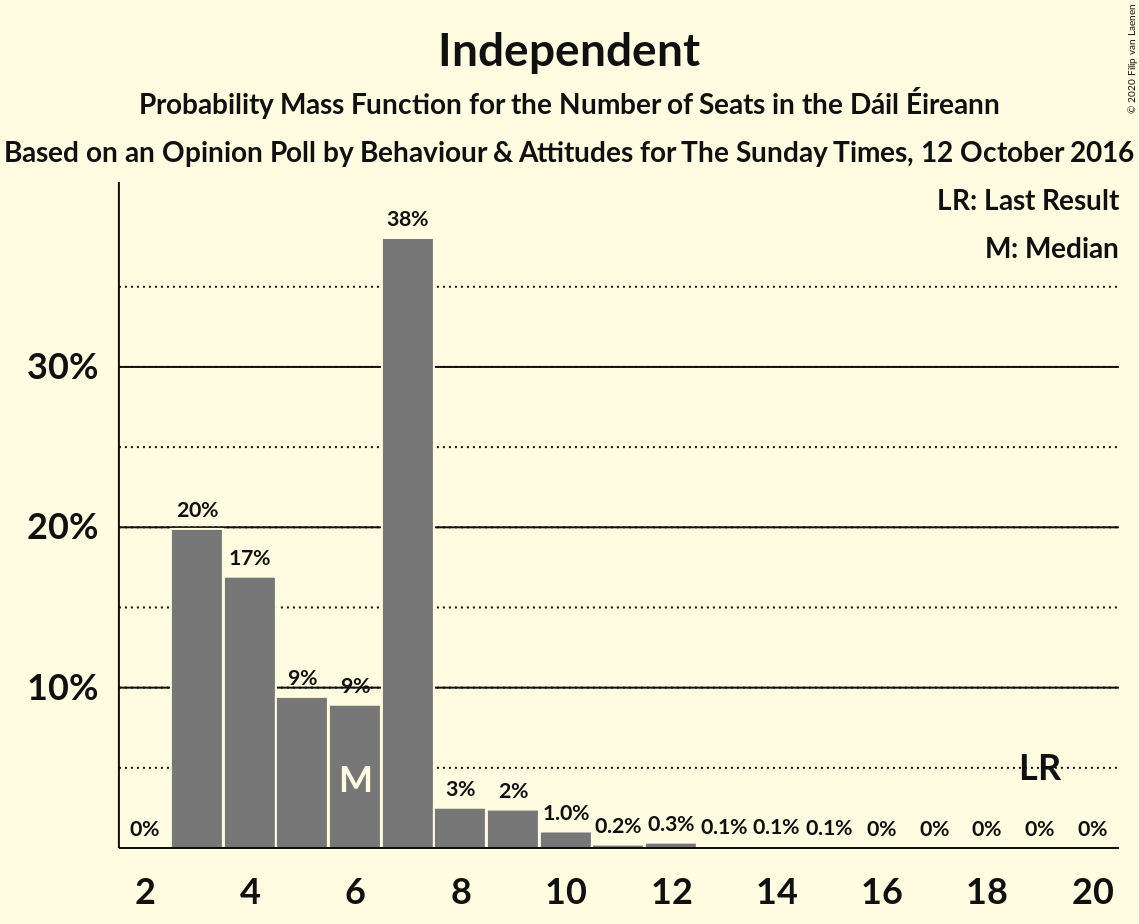 Independent
Probability Mass Function for the Number of Seats in the Dáil Éireann
Based on an Opinion Poll by Behaviour & Attitudes for The Sunday Times, 12 October 2016
© 2020 Filip van Laenen
LR: Last Result
M: Median
38%
30%
20%
20%
17%
10%
9%
9%
M
LR
0%
3%
2%
1.0%
0.2%
0.3%
0.1%
0.1%
0.1%
0%
0%
0%
0%
0%
2 4 6 8 10 12 14 16 18 20